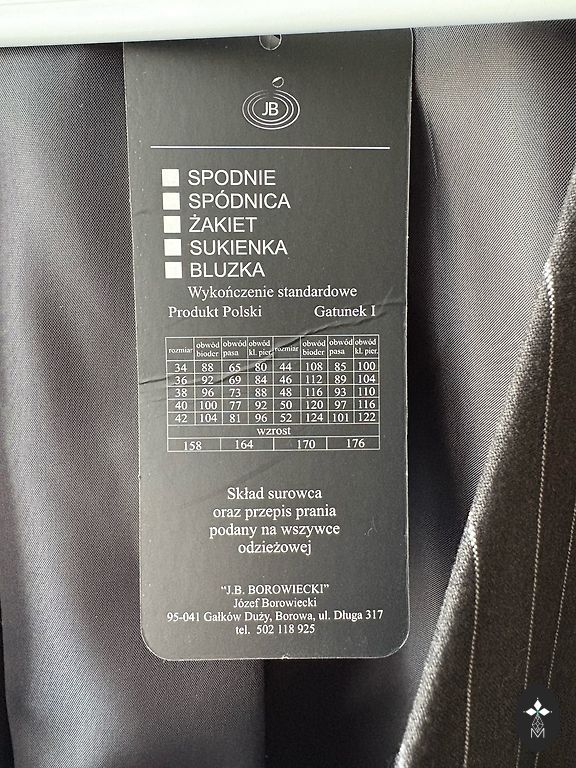 JB
SPODNIE
SPÓDNICA
ŻAKIET
SUKIENKA
BLUZKA
Wykończenie standardowe
Produkt Polski Gatunek I
rozmiar obwód bioder obwód pasa obwód kl. pier. rozmiar obwód bioder obwód pasa obwód kl. pier.
34 88 65 80 44 108 85 100
36 92 69 84 46 112 89 104
38 96 73 88 48 116 93 110
40 100 77 92 50 120 97 116
42 104 81 96 52 124 101 122
wzrost
158 164 170 176
Skład surowca
oraz przepis prania
podany na wszywce
odzieżowej
“J.B. BOROWIECKI”
Józef Borowiecki
95-041 Gałków Duży, Borowa, ul. Długa 317
tel. 502 118 925
M